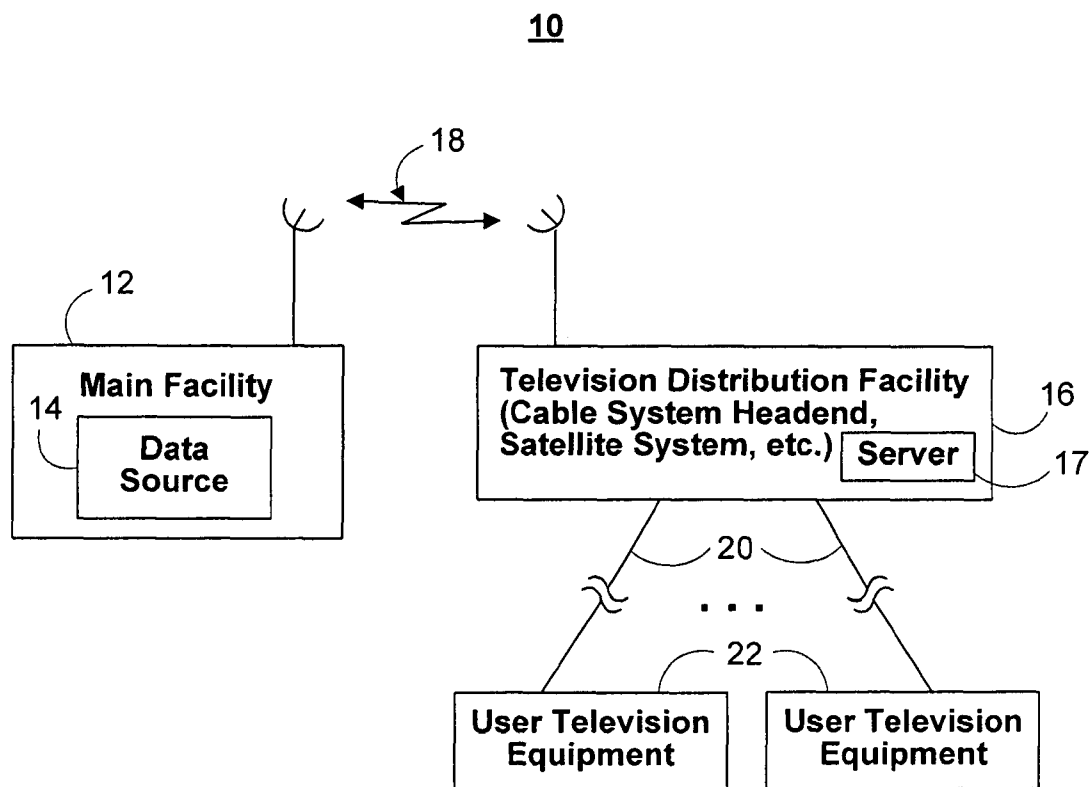 10
18
12
Main Facility
14
Data
Source
Television Distribution Facility
(Cable System Headend,
Satellite System, etc.)
Server
16
17
20
. . .
22
User Television
Equipment
User Television
Equipment